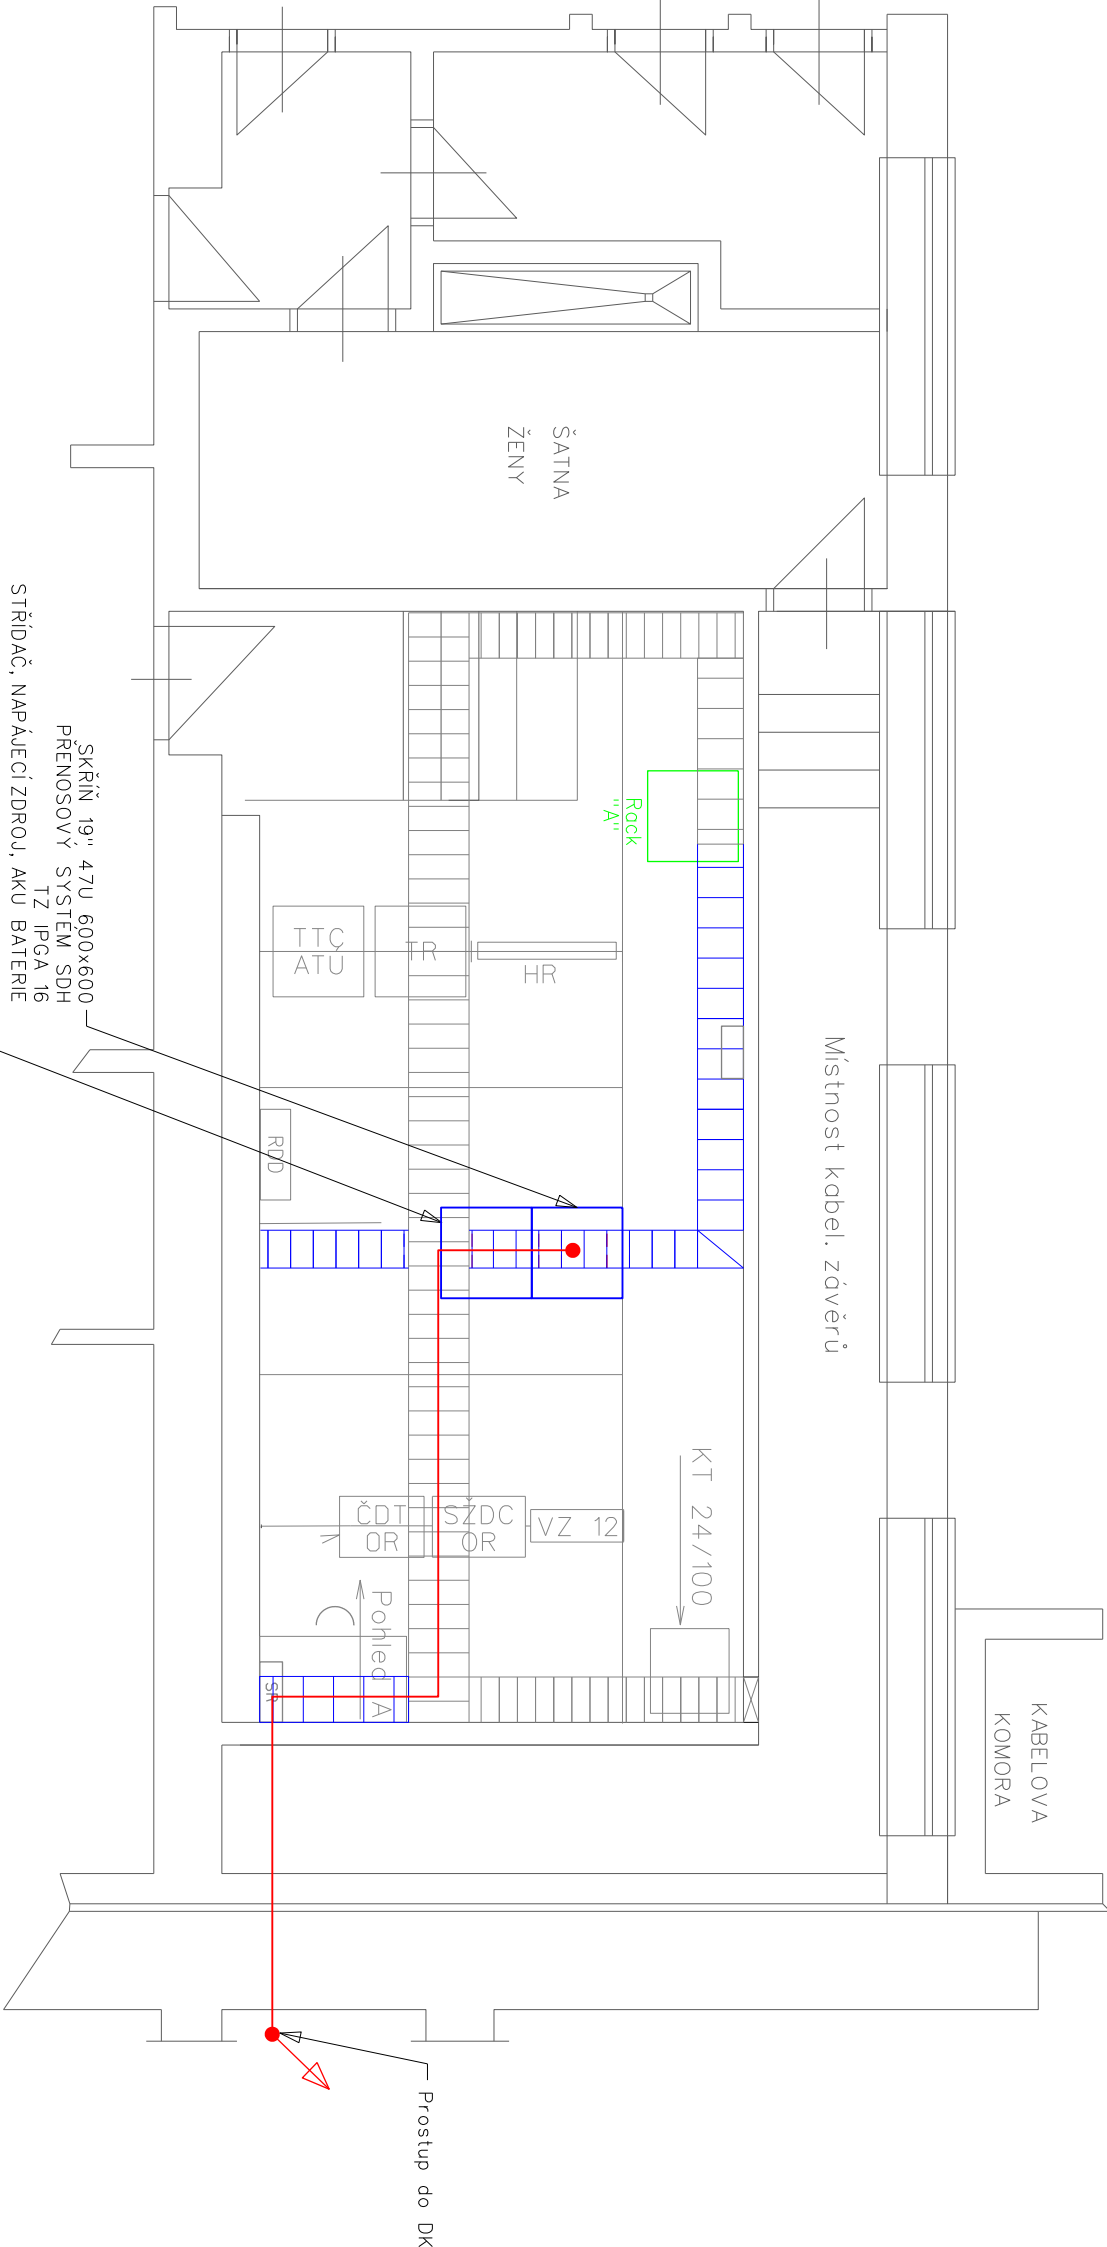 ŠATNA
ŽENY
SKŘÍŇ 19", 47U 600x600
PŘENOSOVÝ SYSTÉM SDH
TZ IPGA 16
STŘÍDAČ, NAPÁJECÍ ZDROJ, AKU BATERIE
Rack
"A"
TTC
ATÚ
TR
HR
Místnost kabel. závěrů
RDD
KT 24/100
ČDT
OR
SŽDC
OR
VZ 12
Pohled A
SR
KABELOVA
KOMORA
Prostup do DK